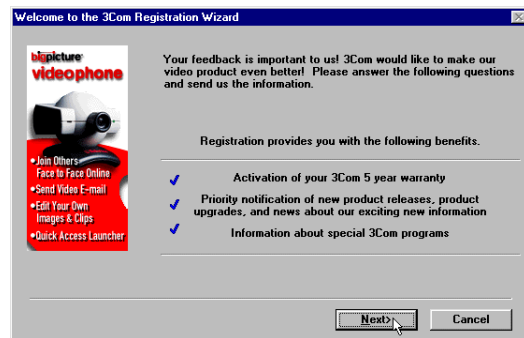 Welcome to the 3Com Registration Wizard
bigpicture
videophone
•Join Others
Face to Face Online
•Send Video E-mail
•Edit Your Own
Images & Clips
•Quick Access Launcher
Your feedback is important to us! 3Com would like to make our
video product even better! Please answer the following questions
and send us the information.
Registration provides you with the following benefits.
Activation of your 3Com 5 year warranty
Priority notification of new product releases, product
upgrades, and news about our exciting new information
Information about special 3Com programs
Next>
Cancel